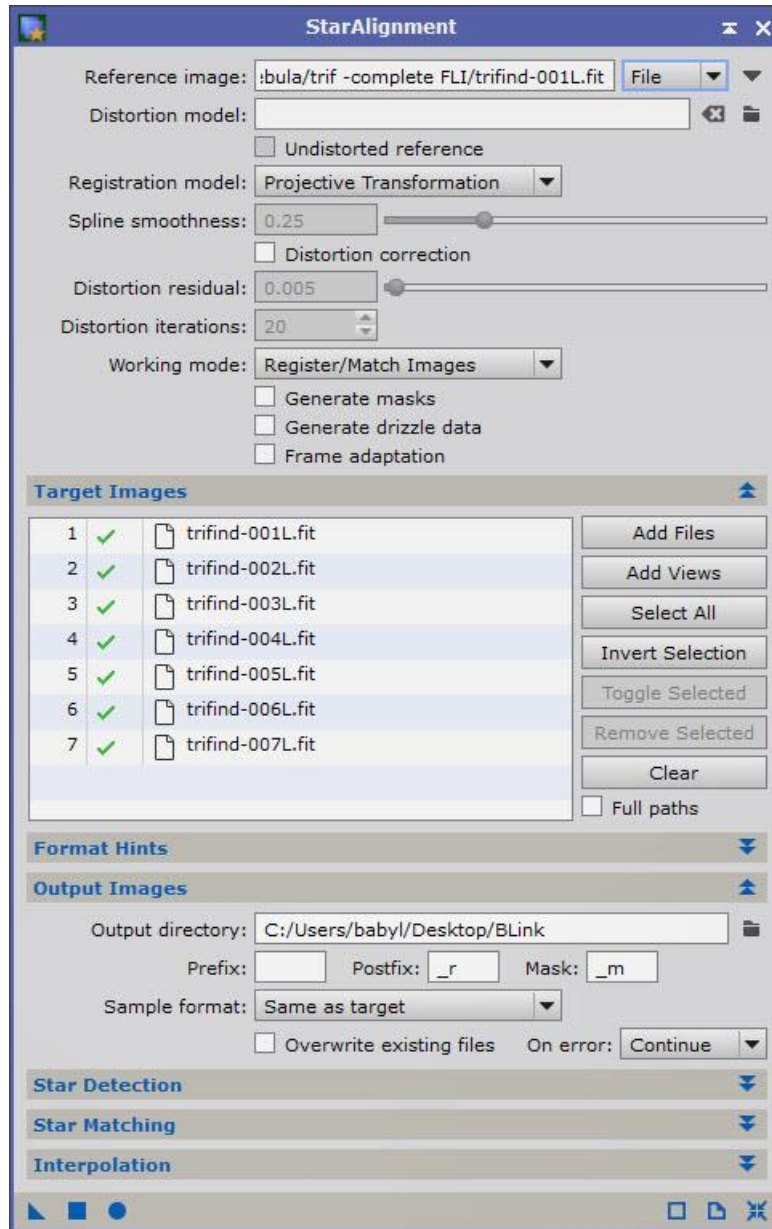 StarAlignment
Reference image: :bula/trif -complete FLI/trifind-001L.fit File
Distortion model:
Undistorted reference
Registration model: Projective Transformation
Spline smoothness: 0.25
Distortion correction
Distortion residual: 0.005
Distortion iterations: 20
Working mode: Register/Match Images
Generate masks
Generate drizzle data
Frame adaptation
Target Images
1 trifind-001L.fit Add Files
2 trifind-002L.fit Add Views
3 trifind-003L.fit Select All
4 trifind-004L.fit Invert Selection
5 trifind-005L.fit Toggle Selected
6 trifind-006L.fit Remove Selected
7 trifind-007L.fit Clear
Full paths
Format Hints
Output Images
Output directory: C:/Users/babyl/Desktop/BLink
Prefix: Postfix: _r Mask: _m
Sample format: Same as target
Overwrite existing files On error: Continue
Star Detection
Star Matching
Interpolation